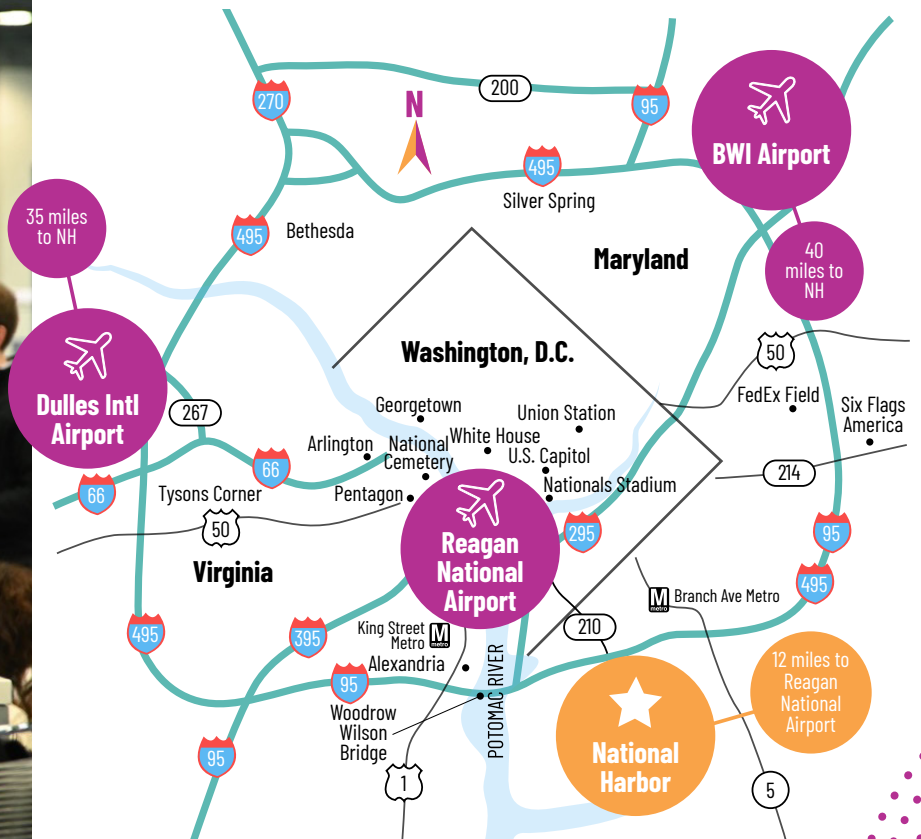 270
200
95
N
BWI Airport
495
Silver Spring
35 miles
to NH
495
Bethesda
Maryland
40
miles to
NH
Washington, D.C.
50
Dulles Intl
Airport
267
FedEx Field
Six Flags
America
Georgetown
Union Station
Arlington
National
Cemetery
White House
U.S. Capitol
66
66
Tysons Corner
Pentagon
Nationals Stadium
214
50
Reagan
National
Airport
295
95
Virginia
495
Branch Ave Metro
M
metro
495
395
King Street
Metro
M
metro
210
Alexandria
95
POTOMAC RIVER
12 miles to
Reagan
National
Airport
Woodrow
Wilson
Bridge
National
Harbor
95
1
5